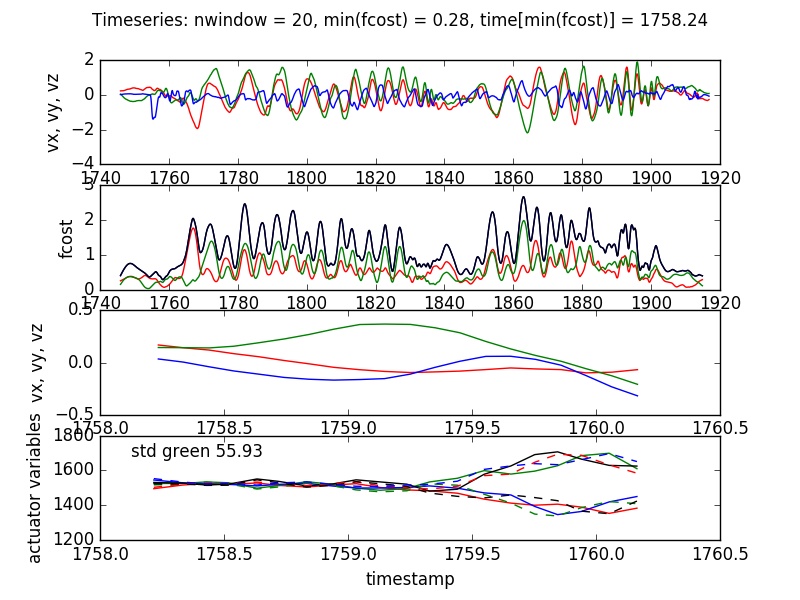 Timeseries: nwindow = 20, min(fcost) = 0.28, time[min(fcost)] = 1758.24
vx, vy, vz
2
0
−2
−4
1740 1760 1780 1800 1820 1840 1860 1880 1900 1920
fcost
3
2
1
0
1740 1760 1780 1800 1820 1840 1860 1880 1900 1920
vx, vy, vz
0.5
0.0
−0.5
1758.0 1758.5 1759.0 1759.5 1760.0 1760.5
actuator variables
1800
1600
1400
1200
std green 55.93
1758.0 1758.5 1759.0 1759.5 1760.0 1760.5
timestamp